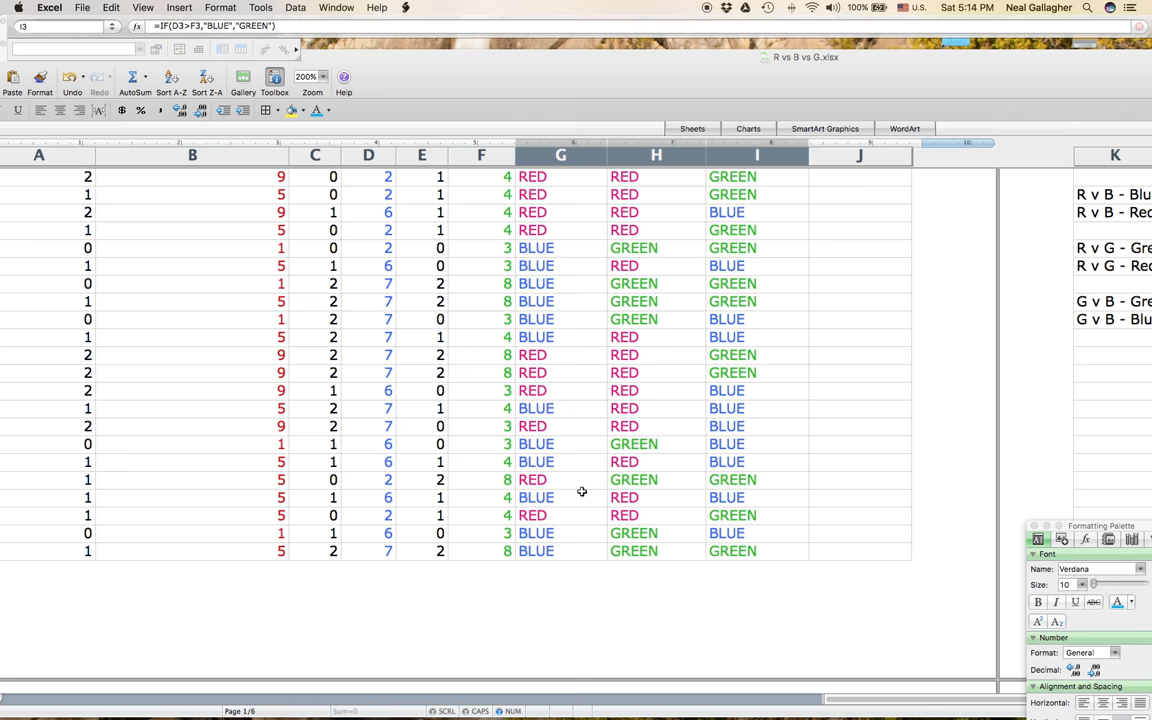 Excel File Edit View Insert Format Tools Data Window Help 100% U.S. Sat 5:14 PM Neal Gallagher
I3 fx =IF(D3>F3,"BLUE","GREEN")
R vs B vs G.xlsx
200%
Paste Format Undo Redo AutoSum Sort A-Z Sort Z-A Gallery Toolbox Zoom Help
U $ %
Sheets Charts SmartArt Graphics WordArt
A B C D E F G H I J K
2 9 0 2 1 4 RED RED GREEN
1 5 0 2 1 4 RED RED GREEN R v B - Blu
2 9 1 6 1 4 RED RED BLUE R v B - Red
1 5 0 2 1 4 RED RED GREEN
0 1 0 2 0 3 BLUE GREEN GREEN R v G - Gre
1 5 1 6 0 3 BLUE RED BLUE R v G - Red
0 1 2 7 2 8 BLUE GREEN GREEN
1 5 2 7 2 8 BLUE GREEN GREEN G v B - Gre
0 1 2 7 0 3 BLUE GREEN BLUE G v B - Blu
1 5 2 7 1 4 BLUE RED BLUE
2 9 2 7 2 8 RED RED GREEN
2 9 2 7 2 8 RED RED GREEN
2 9 1 6 0 3 RED RED BLUE
1 5 2 7 1 4 BLUE RED BLUE
2 9 2 7 0 3 RED RED BLUE
0 1 1 6 0 3 BLUE GREEN BLUE
1 5 1 6 1 4 BLUE RED BLUE
1 5 0 2 2 8 RED GREEN GREEN
1 5 1 6 1 4 BLUE RED BLUE
1 5 0 2 1 4 RED RED GREEN
0 1 1 6 0 3 BLUE GREEN BLUE
1 5 2 7 2 8 BLUE GREEN GREEN
Formatting Palette
Font
Name: Verdana
Size: 10
B I U ABC A
A² A₂
Number
Format: General
Decimal:
Alignment and Spacing
Horizontal:
Page 1/6 Sum=0 SCRL CAPS NUM